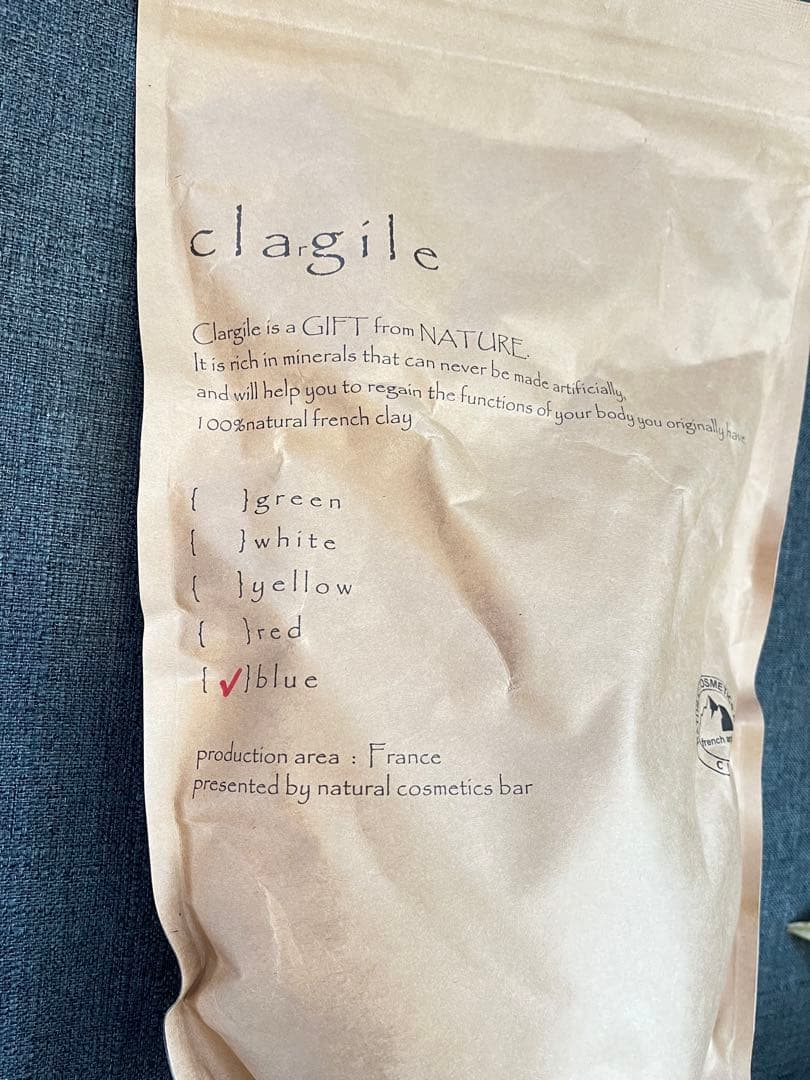 clargile
Clargile is a GIFT from NATURE.
It is rich in minerals that can never be made artificially,
and will help you to regain the functions of your body you originally have
100%natural french clay
{ }green
{ }white
{ }yellow
{ }red
{✓}blue
production area : France
presented by natural cosmetics bar
french